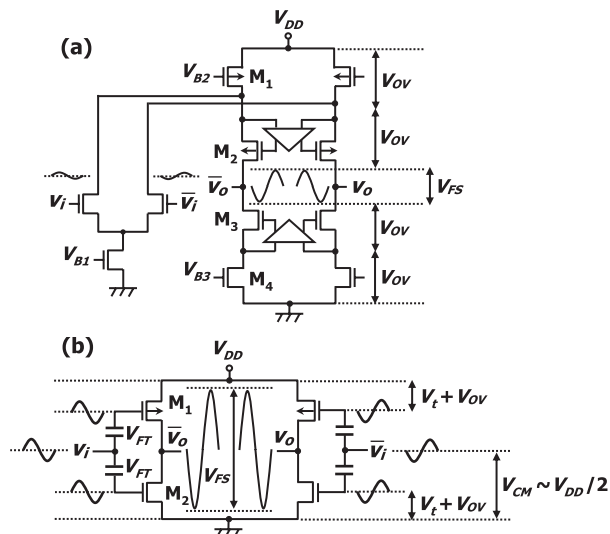 (a)
V_DD
V_B2
M_1
V_OV
V_OV
M_2
v_i
v̅_i
v̅_o
v_o
V_FS
M_3
V_OV
V_B1
V_B3
M_4
V_OV
(b)
V_DD
M_1
V_t + V_OV
V_FT
v_i
v̅_o
V_FS
v_o
v̅_i
V_FT
M_2
V_CM ~ V_DD /2
V_t + V_OV